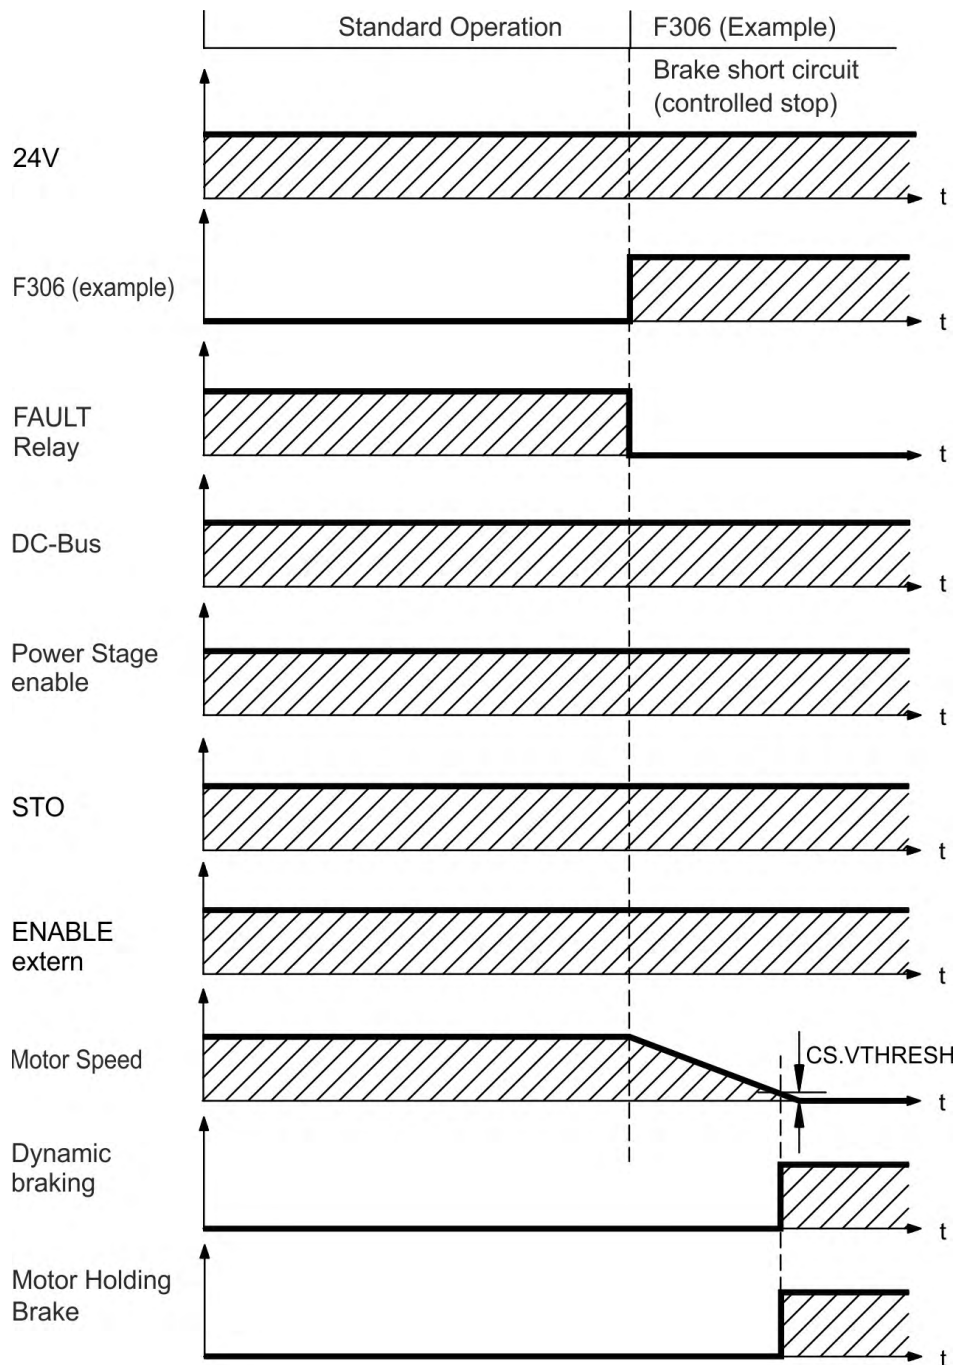 Standard Operation
F306 (Example)
Brake short circuit
(controlled stop)
24V
t
F306 (example)
t
FAULT
Relay
t
DC-Bus
t
Power Stage
enable
t
STO
t
ENABLE
extern
t
Motor Speed
CS.VTHRESH
t
Dynamic
braking
t
Motor Holding
Brake
t